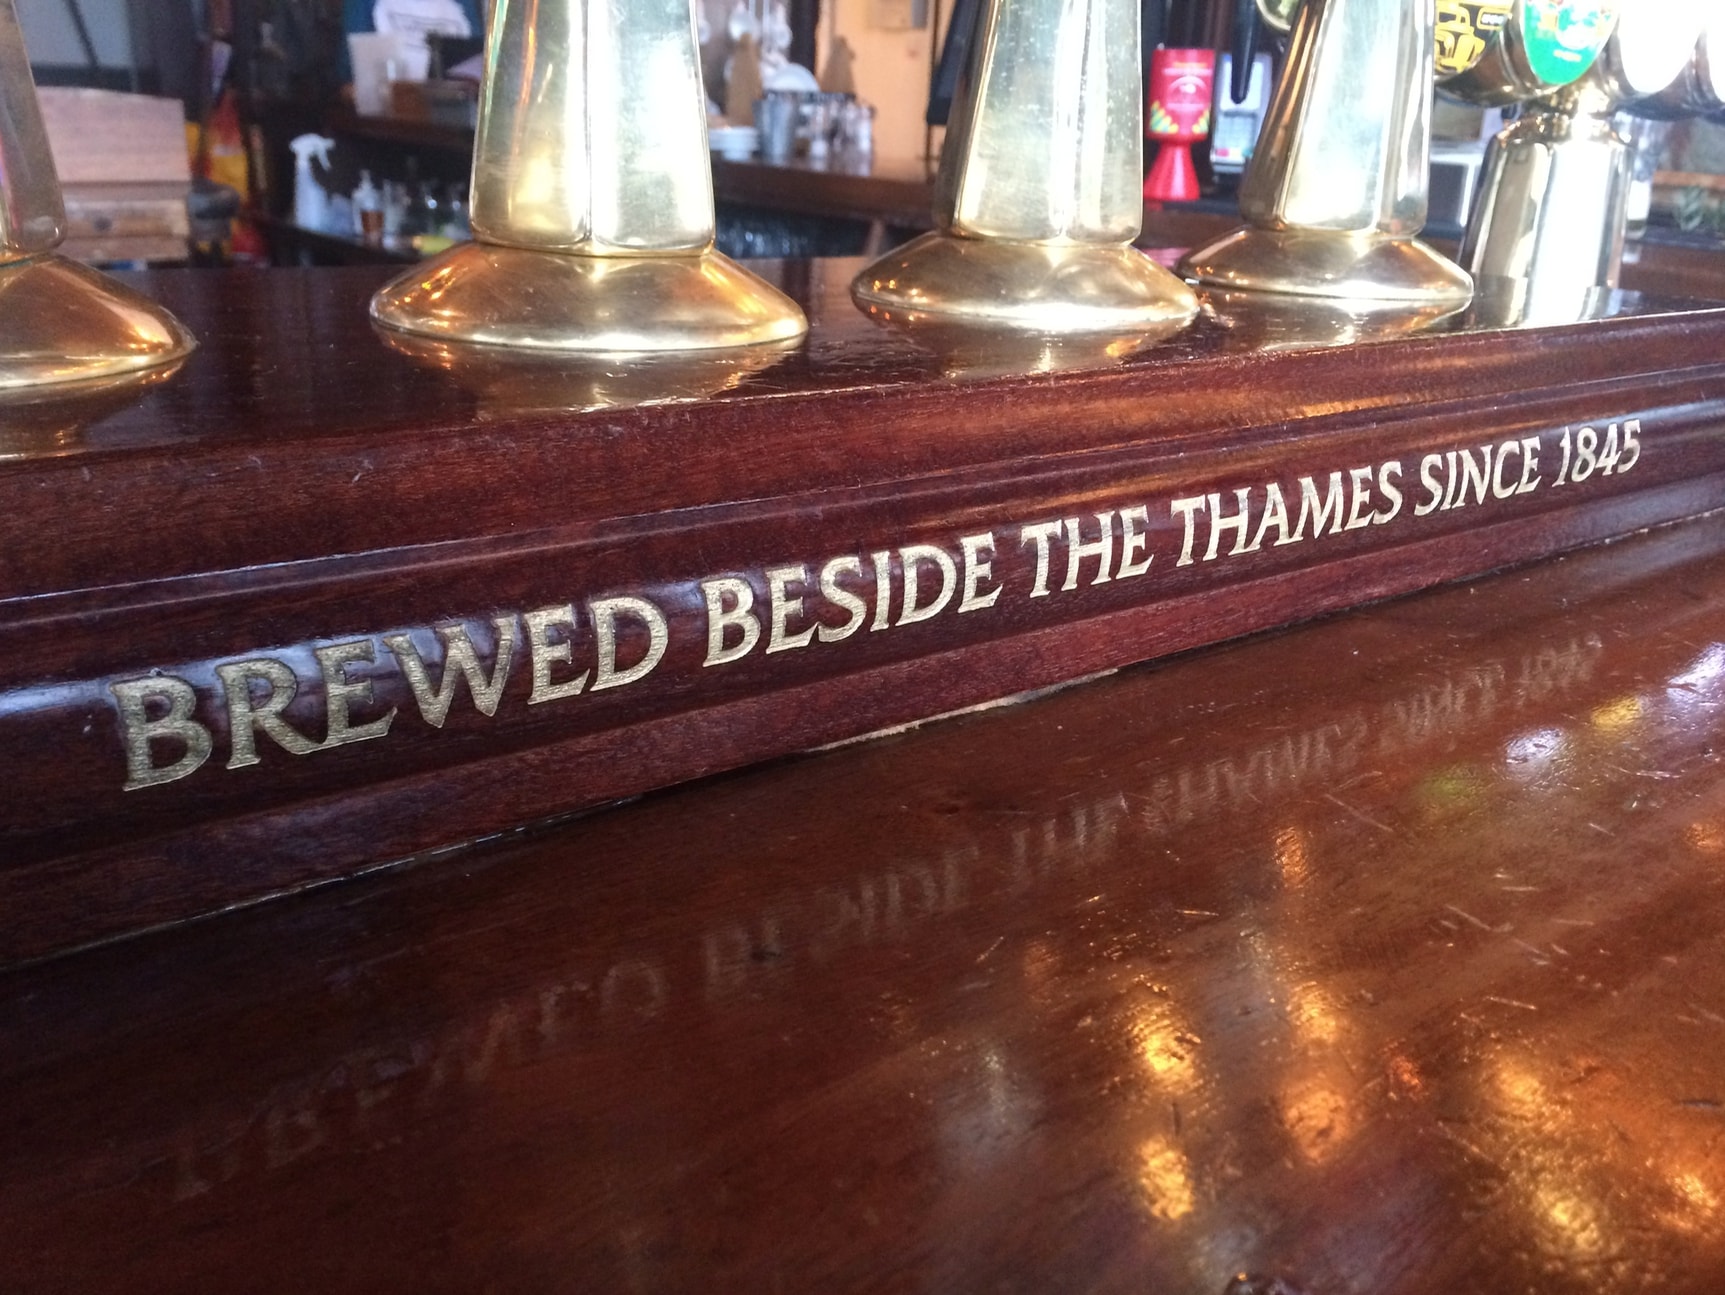 BREWED BESIDE THE THAMES SINCE 1845